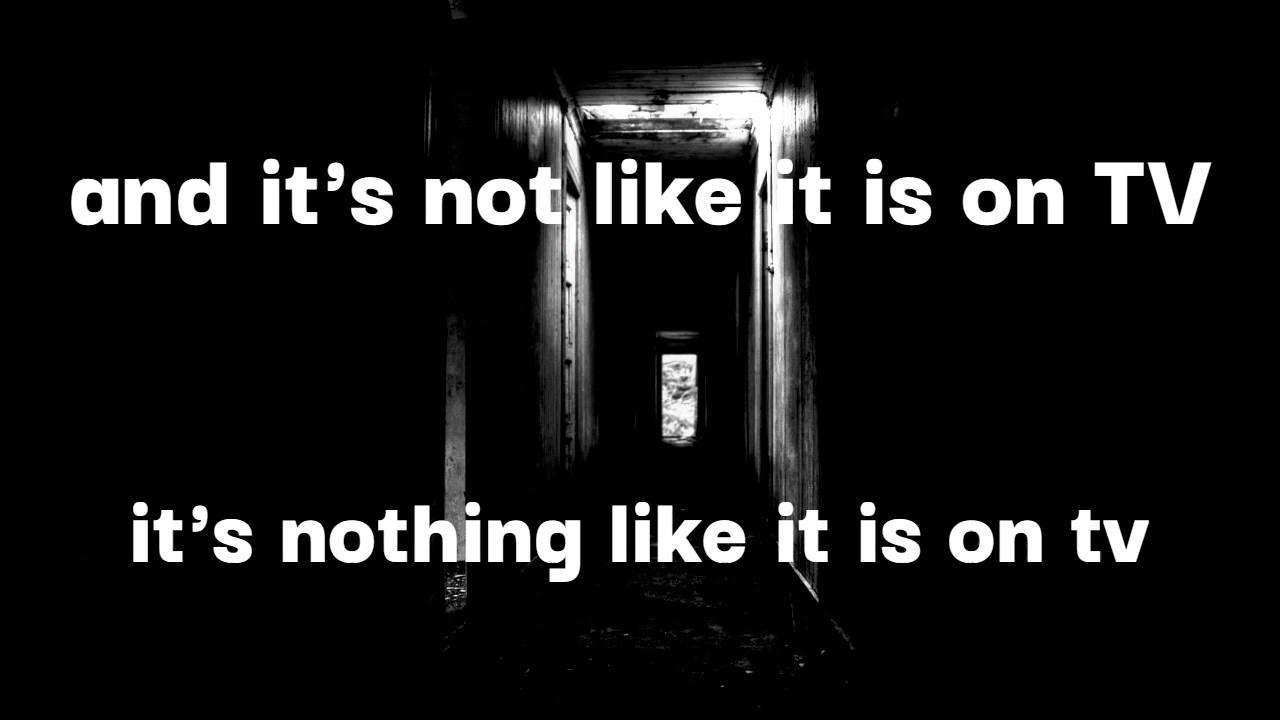 and it’s not like it is on TV
it’s nothing like it is on tv